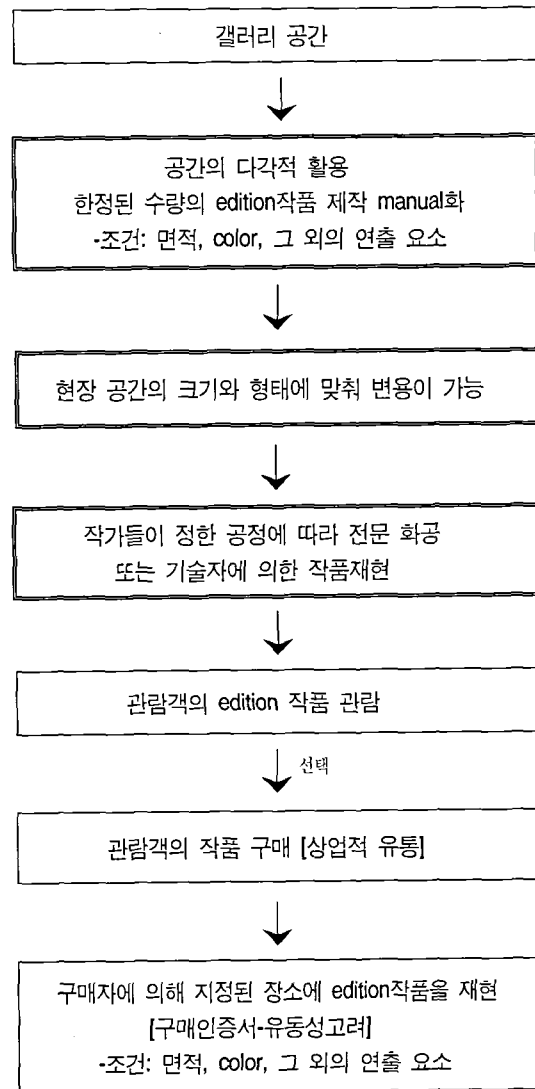 갤러리 공간
공간의 다각적 활용
한정된 수량의 edition작품 제작 manual화
-조건: 면적, color, 그 외의 연출 요소
현장 공간의 크기와 형태에 맞춰 변용이 가능
작가들이 정한 공정에 따라 전문 화공
또는 기술자에 의한 작품재현
관람객의 edition 작품 관람
선택
관람객의 작품 구매 [상업적 유통]
구매자에 의해 지정된 장소에 edition작품을 재현
[구매인증서-유동성고려]
-조건: 면적, color, 그 외의 연출 요소